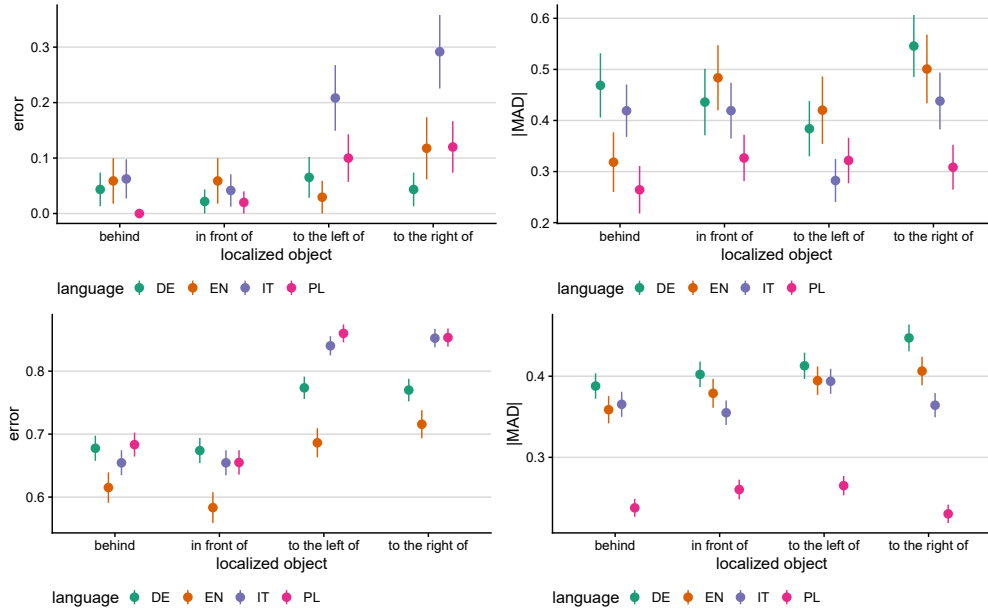 error
0.3
0.2
0.1
0.0
behind in front of to the left of to the right of
localized object
language DE EN IT PL
|MAD|
0.6
0.5
0.4
0.3
0.2
behind in front of to the left of to the right of
localized object
language DE EN IT PL
error
0.8
0.7
0.6
behind in front of to the left of to the right of
localized object
language DE EN IT PL
|MAD|
0.4
0.3
behind in front of to the left of to the right of
localized object
language DE EN IT PL